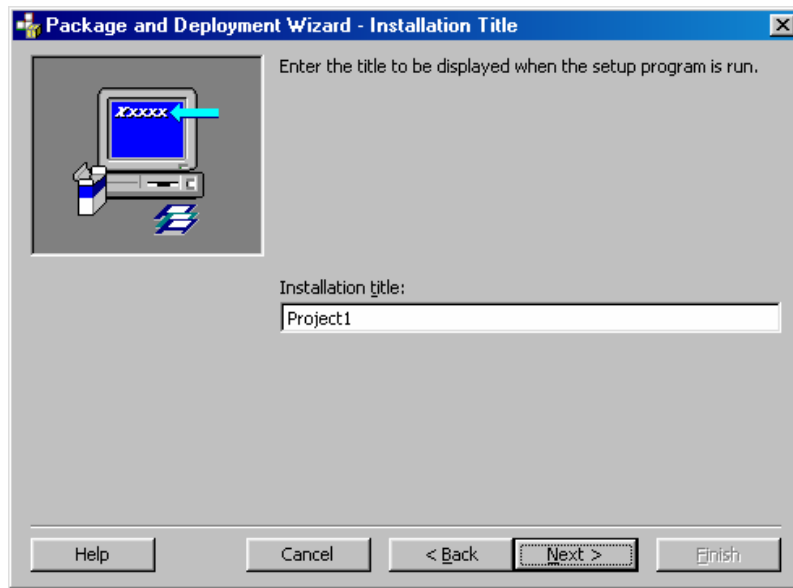 Package and Deployment Wizard - Installation Title
Enter the title to be displayed when the setup program is run.
Xxxxx
Installation title:
Project1
Help
Cancel
< Back
Next >
Finish